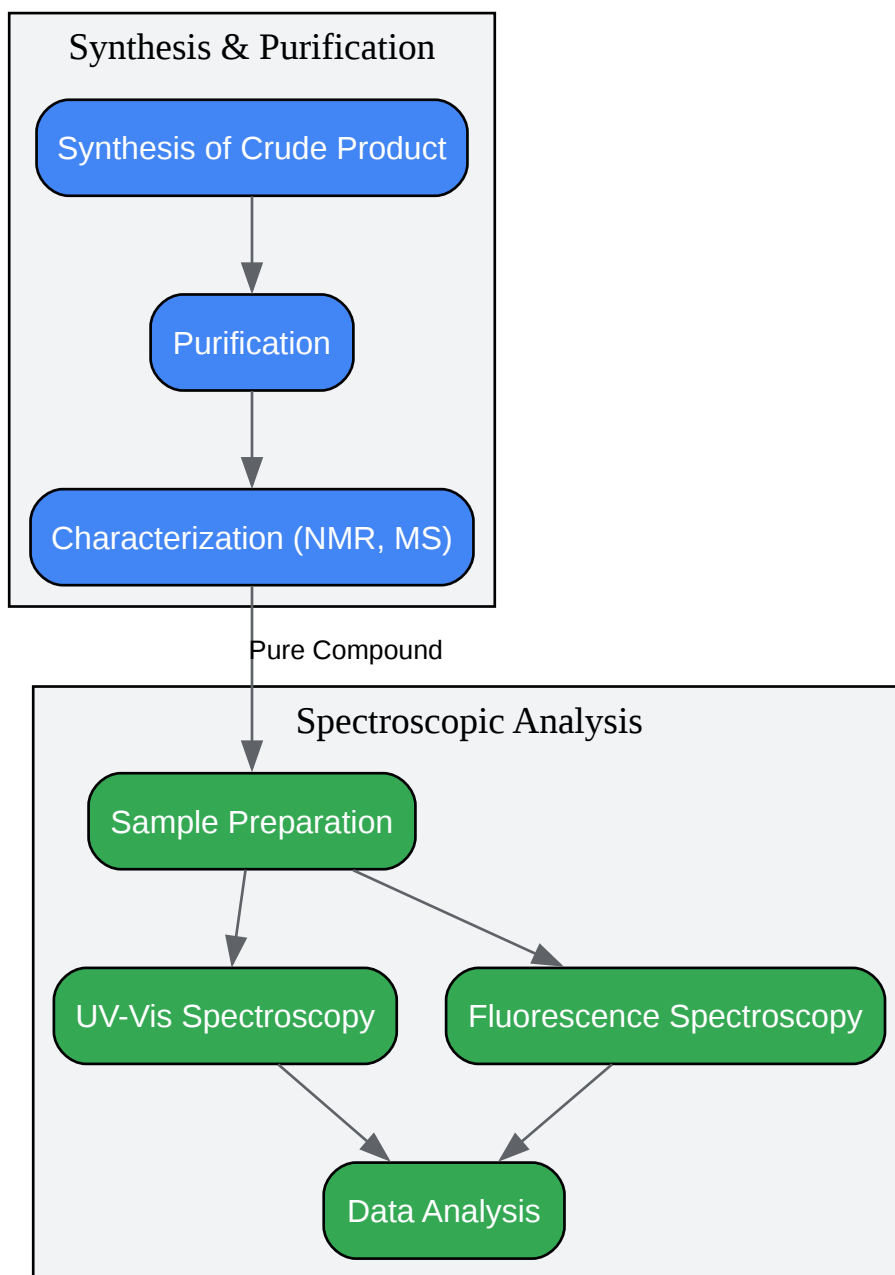 Synthesis & Purification
Synthesis of Crude Product
Purification
Characterization (NMR, MS)
Pure Compound
Spectroscopic Analysis
Sample Preparation
UV-Vis Spectroscopy
Fluorescence Spectroscopy
Data Analysis